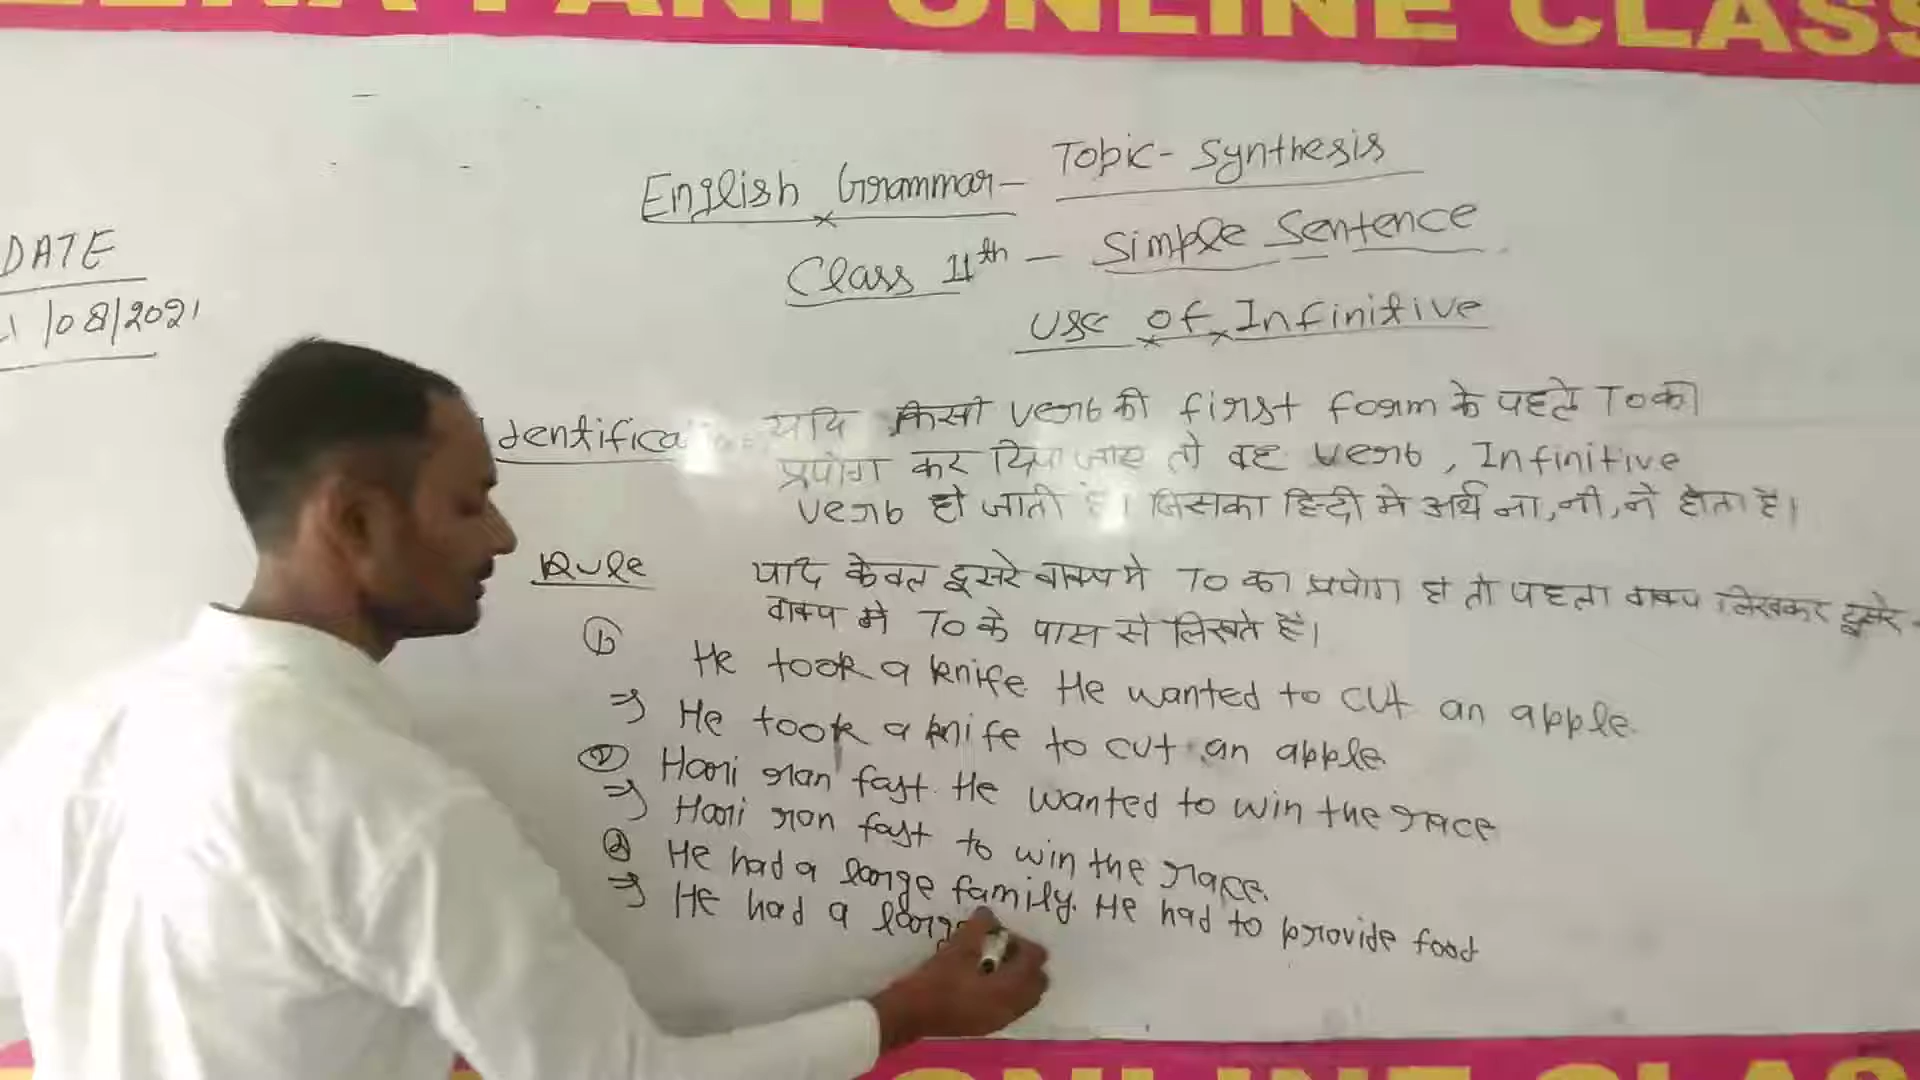 PANI ONLINE CLASS
English Grammar - Topic - Synthesis
Class 11th - Simple Sentence
Use of Infinitive
DATE
/08/2021
यदि किसी verb की first form के पहले To का
प्रयोग कर दिया जाए तो वह verb, Infinitive
verb हो जाती है। जिसका हिन्दी मे अर्थ ना, नी, ने होता है।
Rule यदि केवल दूसरे वाक्य मे To का प्रयोग हो तो पहला वाक्य लिखकर दूसरे
वाक्य मे To के पास से लिखते हैं।
① He took a knife. He wanted to cut an apple.
⇒ He took a knife to cut an apple.
② Hari ran fast. He wanted to win the race
⇒ Hari ran fast to win the race.
③ He had a large family. He had to provide food
⇒ He had a large
ONLINE CLAS